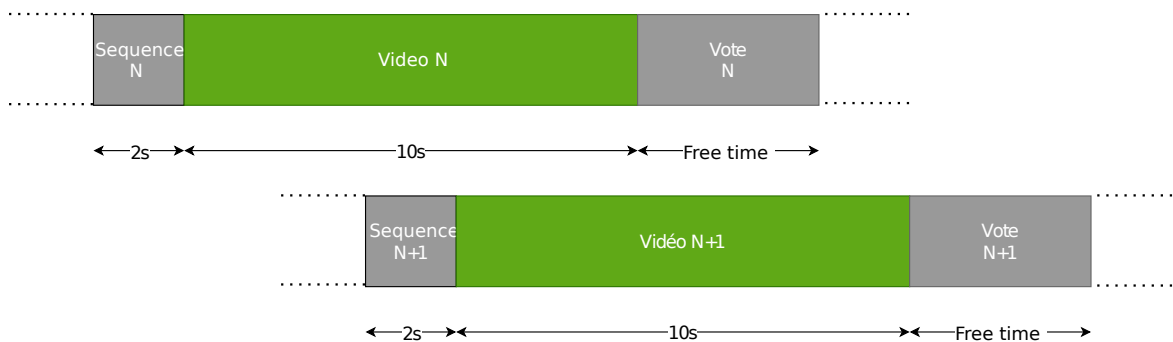 Sequence
N
Video N
Vote
N
2s
10s
Free time
Sequence
N+1
Vidéo N+1
Vote
N+1
2s
10s
Free time